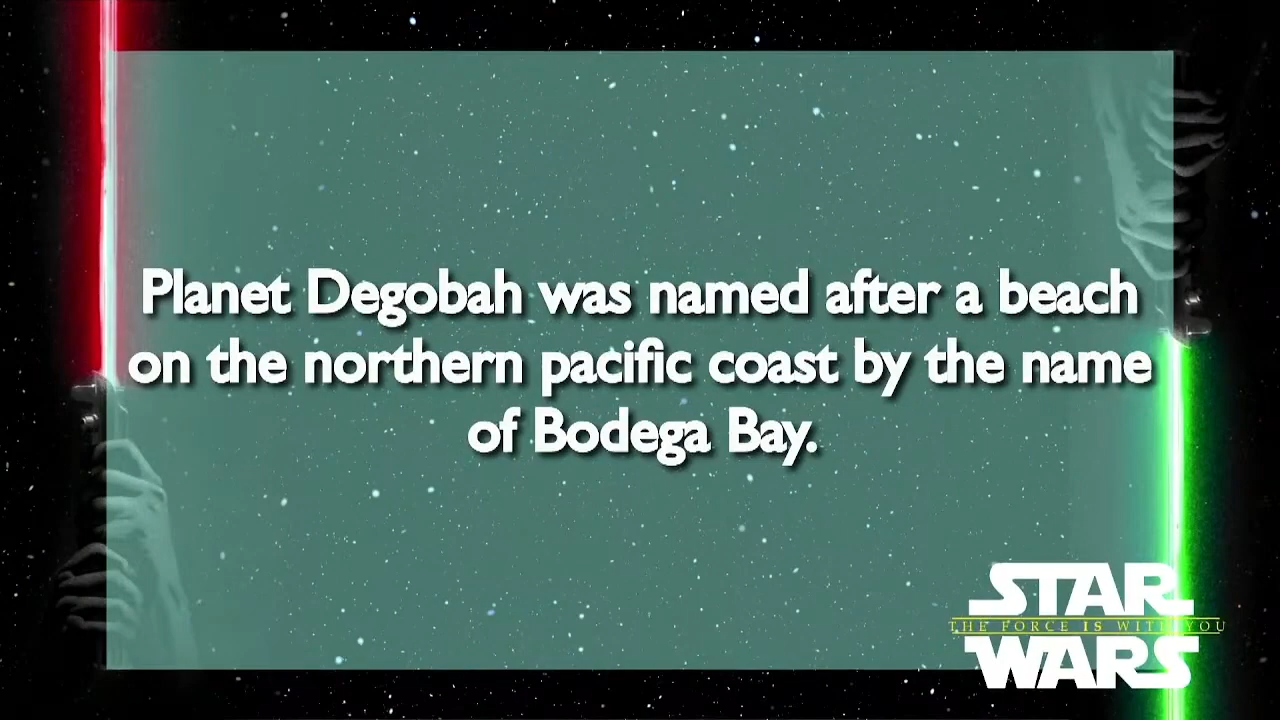 Planet Degobah was named after a beach
on the northern pacific coast by the name
of Bodega Bay.
STAR
THE FORCE IS WITH YOU
WARS